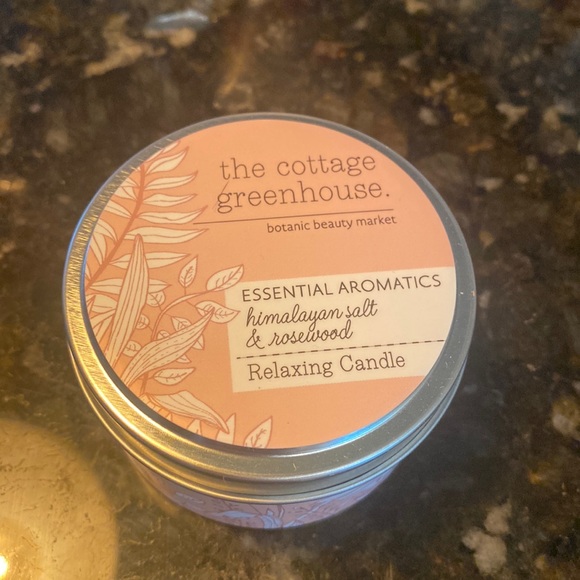 the cottage
greenhouse.
botanic beauty market
ESSENTIAL AROMATICS
himalayan salt
& rosewood
Relaxing Candle